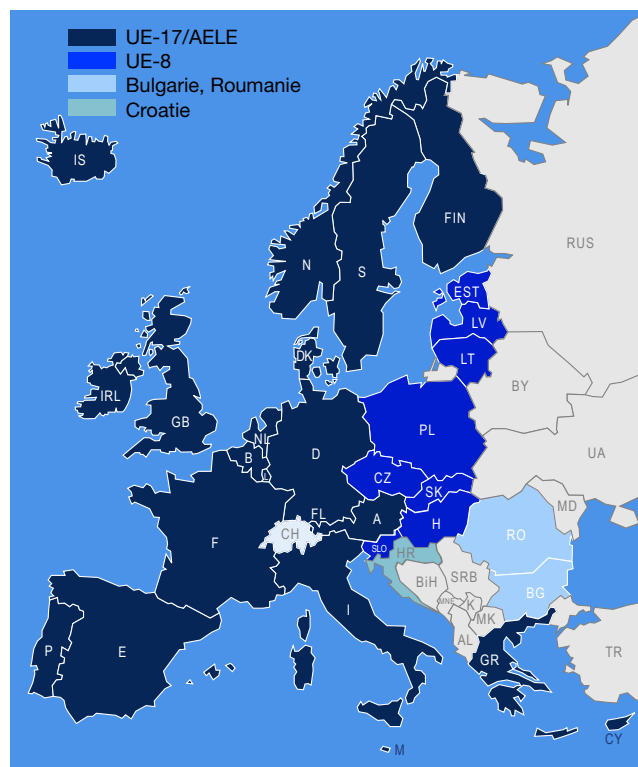 UE-17/AELE
UE-8
Bulgarie, Roumanie
Croatie
IS
FIN
RUS
N
S
EST
LV
DK
LT
BY
IRL
GB
NL
PL
B
D
UA
CZ
L
SK
MD
FL
A
H
RO
CH
F
SLO
HR
BiH
SRB
BG
MNE
K
I
MK
AL
P
E
GR
TR
CY
M